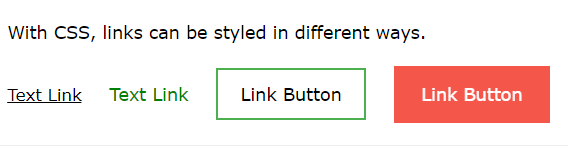 With CSS, links can be styled in different ways.
Text Link Text Link Link Button Link Button